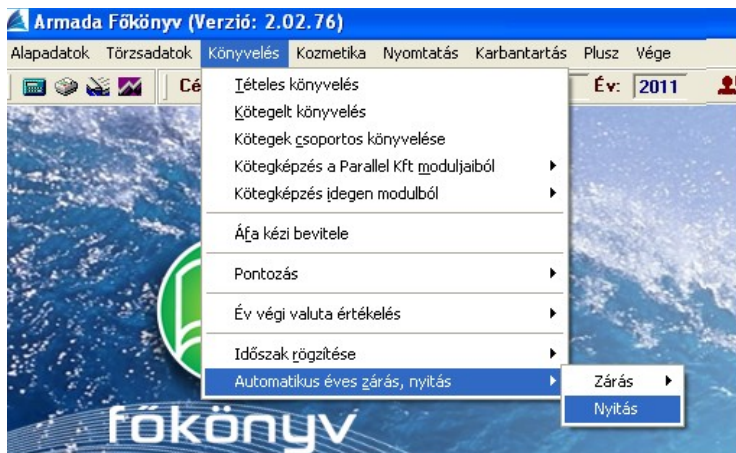 Armada Főkönyv (Verzió: 2.02.76)
Alapadatok Törzsadatok Könyvelés Kozmetika Nyomtatás Karbantartás Plusz Vége
Cé Év: 2011
Tételes könyvelés
Kötegelt könyvelés
Kötegek csoportos könyvelése
Kötegképzés a Parallel Kft moduljaiból
Kötegképzés idegen modulból
Áfa kézi bevitele
Pontozás
Év végi valuta értékelés
Időszak rögzítése
Automatikus éves zárás, nyitás
Zárás
Nyitás
főkönyv